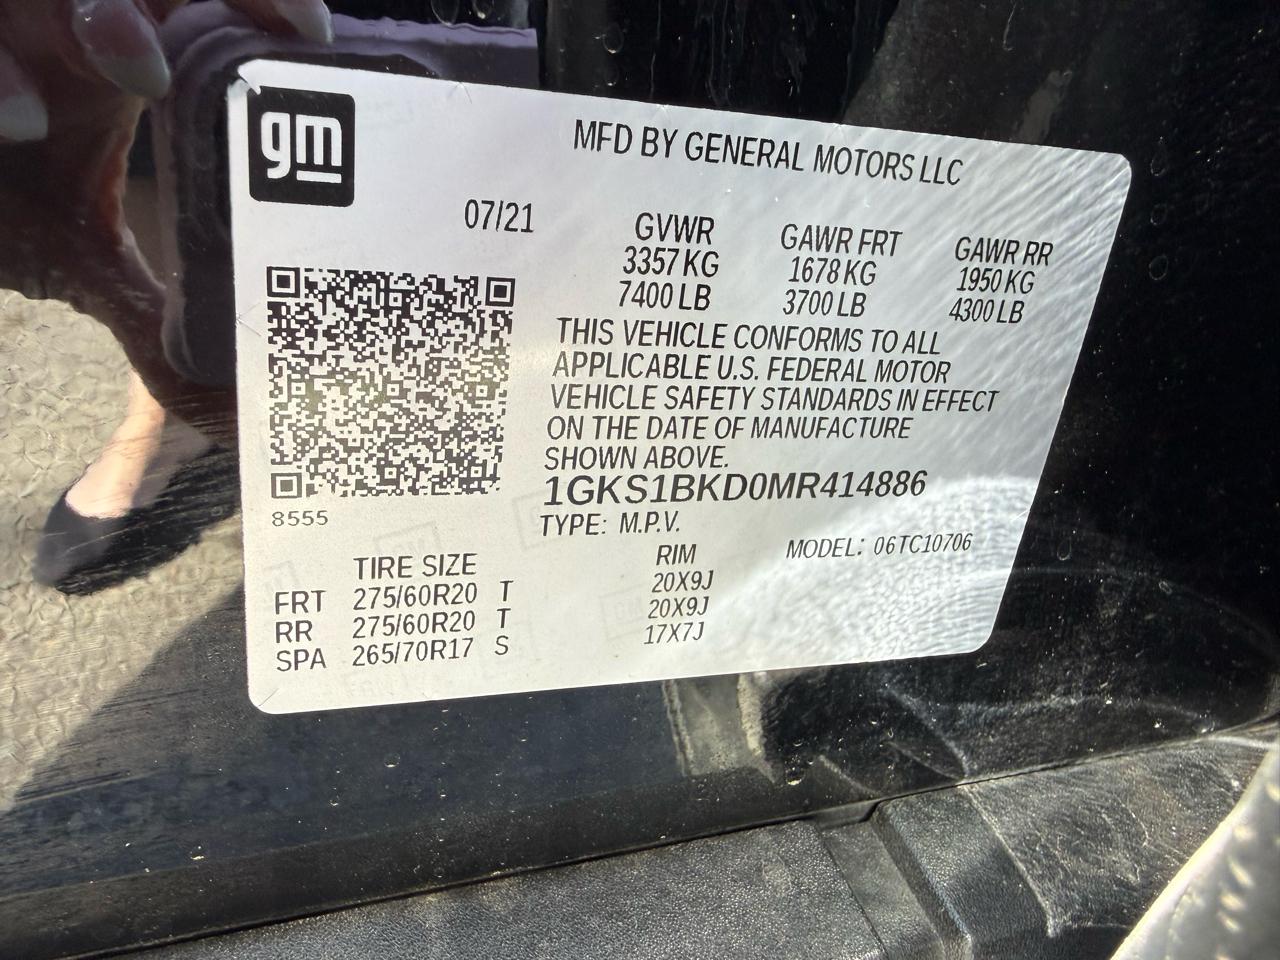 gm
MFD BY GENERAL MOTORS LLC
07/21
GVWR GAWR FRT GAWR RR
3357 KG 1678 KG 1950 KG
7400 LB 3700 LB 4300 LB
THIS VEHICLE CONFORMS TO ALL
APPLICABLE U.S. FEDERAL MOTOR
VEHICLE SAFETY STANDARDS IN EFFECT
ON THE DATE OF MANUFACTURE
SHOWN ABOVE.
1GKS1BKD0MR414886
8555
TYPE: M.P.V.
MODEL: 06TC10706
TIRE SIZE RIM
FRT 275/60R20 T 20X9J
RR 275/60R20 T 20X9J
SPA 265/70R17 S 17X7J